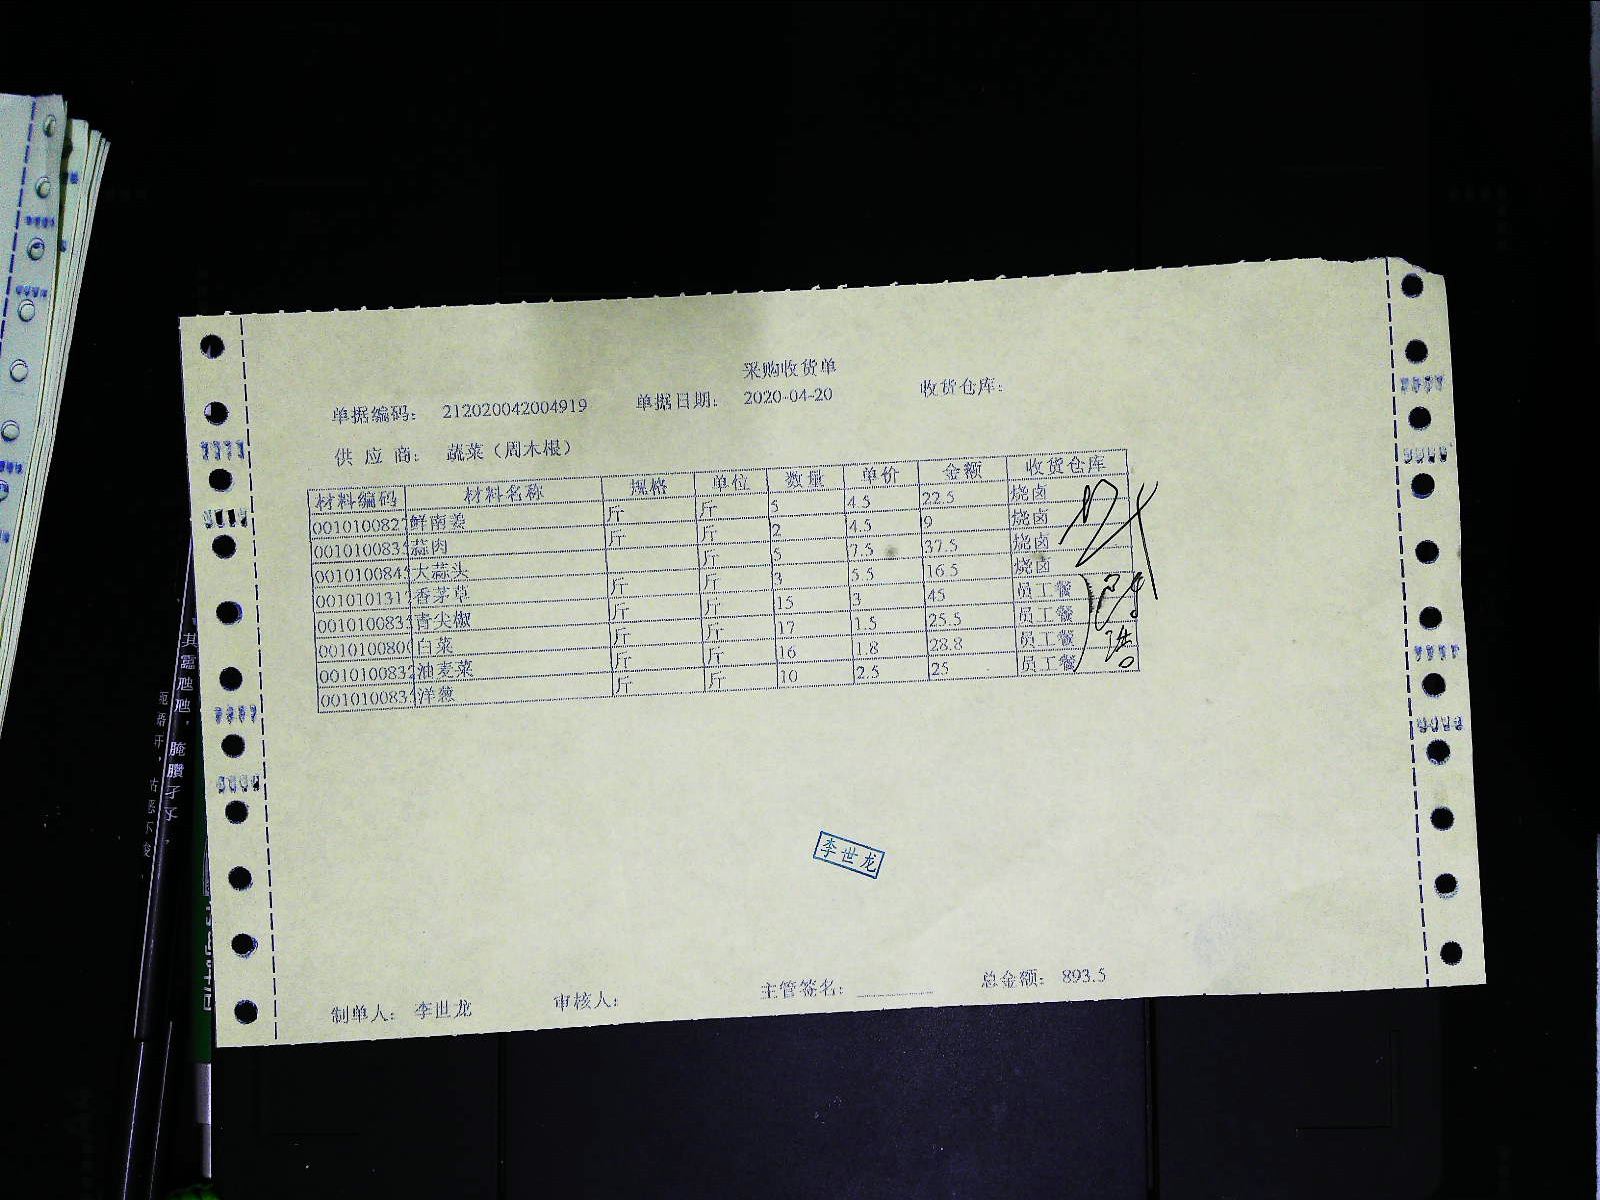 采购收货单
单据编码： 212020042004919 单据日期： 2020-04-20 收货仓库：
供 应 商： 蔬菜（周木根）
材料编码 材料名称 规格 单位 数量 单价 金额 收货仓库
001010082 鲜南姜 斤 斤 5 4.5 22.5 烧卤
001010083 蒜肉 斤 斤 2 4.5 9 烧卤
001010084 大蒜头 斤 5 7.5 37.5 烧卤
001010131 香茅草 斤 斤 3 5.5 16.5 烧卤
001010083 青尖椒 斤 斤 15 3 45 员工餐
001010080 白菜 斤 斤 17 1.5 25.5 员工餐
001010083 油麦菜 斤 斤 16 1.8 28.8 员工餐
001010083 洋葱 斤 斤 10 2.5 25 员工餐
李世龙
制单人： 李世龙 审核人： 主管签名： 总金额： 893.5